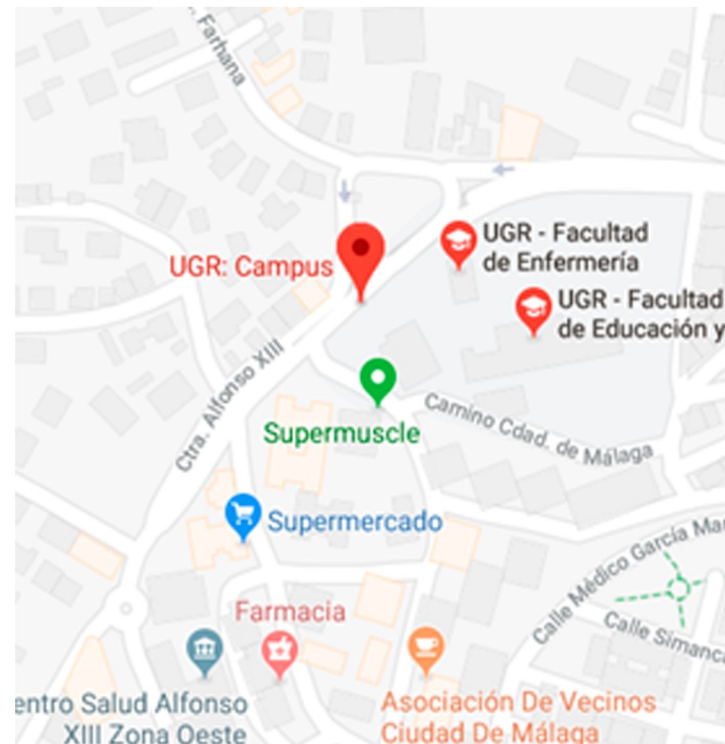 . Farhana
UGR - Facultad
de Enfermería
UGR: Campus
UGR - Facultad
de Educación y
Ctra. Alfonso XIII
Supermuscle
Camino Cdad. de Málaga
Supermercado
Calle Médico García Mar
Farmacia
Calle Simanca
entro Salud Alfonso
XIII Zona Oeste
Asociación De Vecinos
Ciudad De Málaga